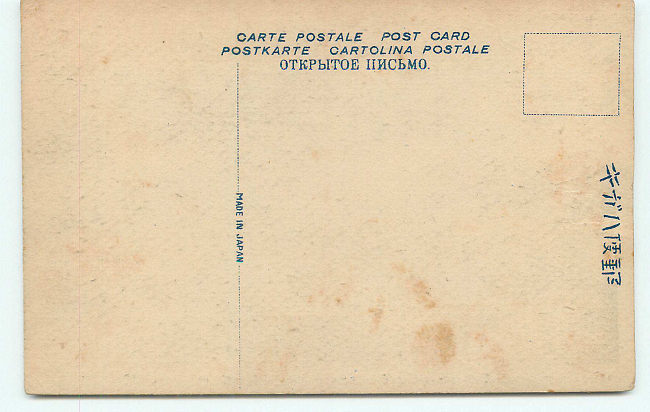 CARTE POSTALE POST CARD
POSTKARTE CARTOLINA POSTALE
ОТКРЫТОЕ ПИСЬМО.
MADE IN JAPAN
郵便ハガキ